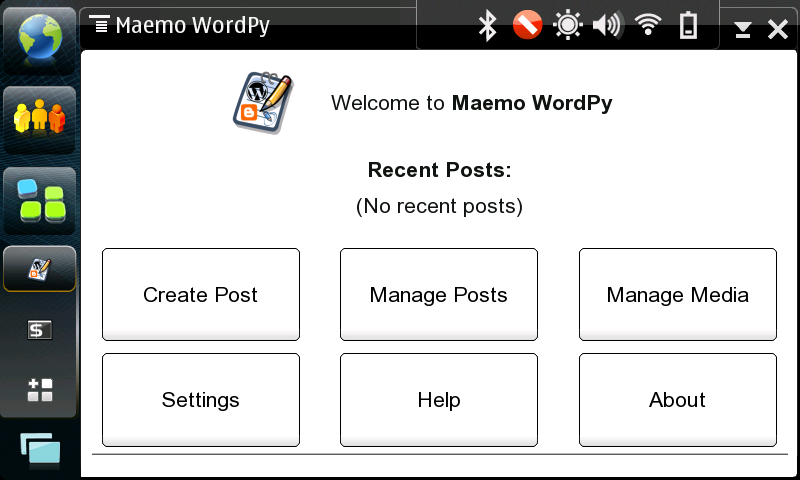 Maemo WordPy
Welcome to Maemo WordPy
Recent Posts:
(No recent posts)
Create Post
Manage Posts
Manage Media
Settings
Help
About